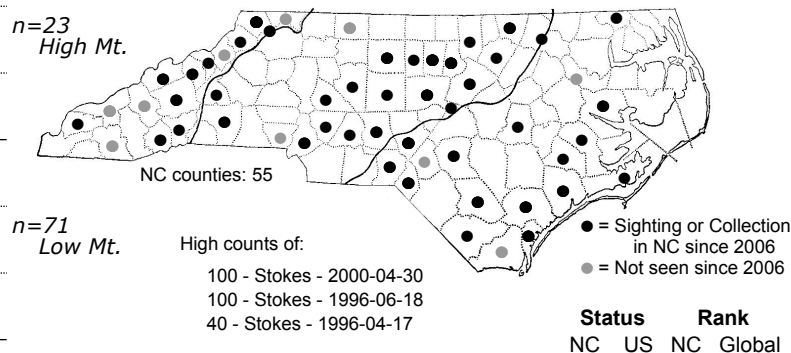 n=23
High Mt.
NC counties: 55
n=71
Low Mt.
High counts of:
100 - Stokes - 2000-04-30
100 - Stokes - 1996-06-18
40 - Stokes - 1996-04-17
= Sighting or Collection
in NC since 2006
= Not seen since 2006
Status Rank
NC US NC Global